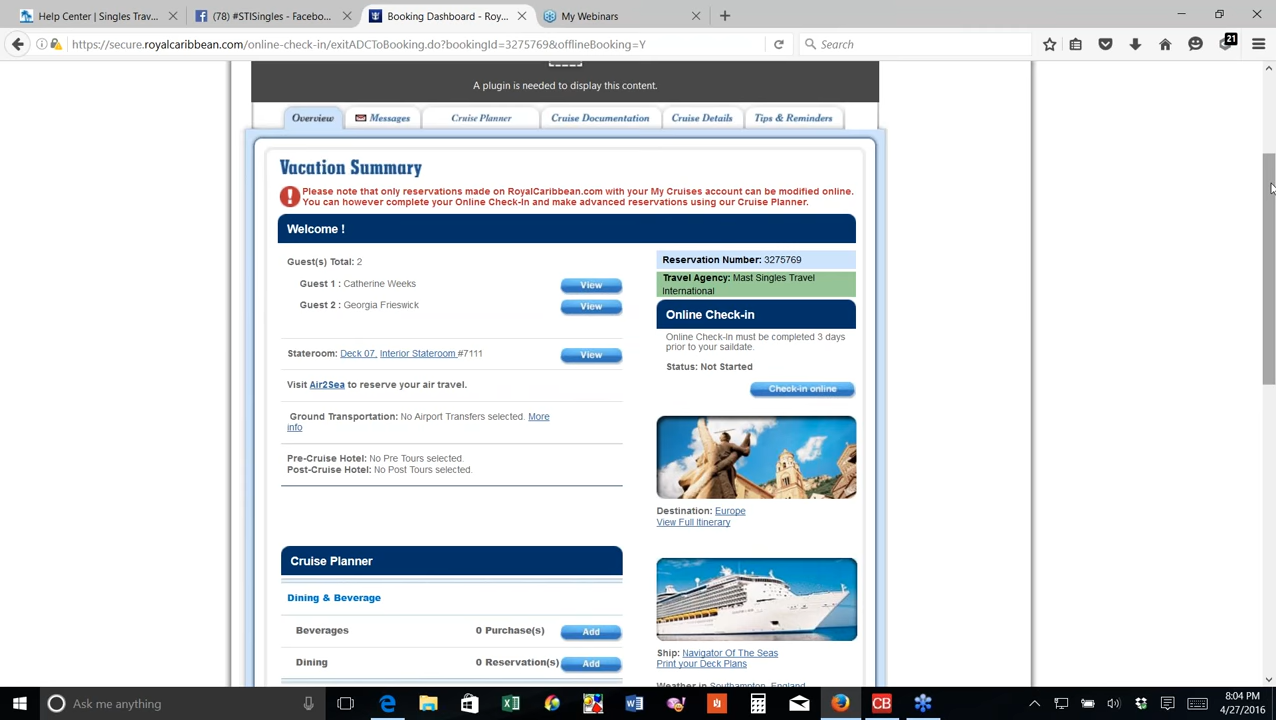 Help Center - SingTravel...
(78) #STMTS
Booking Dashboard - Roy...
My Webinars
https://secure.royalcaribbean.com/online-check-in/exitADCToBooking.do?bookingId=3275769&offlineBooking=Y
Search
21
A plugin is needed to display this content.
Overview
Messages
Cruise Planner
Cruise Documentation
Cruise Details
Tips & Reminders
Vacation Summary
Please note that only reservations made on RoyalCaribbean.com with your My Cruises account can be modified online.
You can however complete your Online Check-In and make advanced reservations using our Cruise Planner.
Welcome !
Guest(s) Total: 2
Guest 1 : Catherine Weeks
View
Guest 2 : Georgia Frieswick
View
Stateroom: Deck 07, Interior Stateroom #7111
View
Visit Air2Sea to reserve your air travel.
Ground Transportation: No Airport Transfers selected. More
info
Pre-Cruise Hotel: No Pre Tours selected.
Post-Cruise Hotel: No Post Tours selected.
Cruise Planner
Dining & Beverage
Beverages 0 Purchase(s) Add
Dining 0 Reservation(s) Add
Reservation Number: 3275769
Travel Agency: Mast Singles Travel
International
Online Check-in
Online Check-In must be completed 3 days
prior to your saildate.
Status: Not Started
Check-in online
Destination: Europe
View Full Itinerary
Ship: Navigator Of The Seas
Print your Deck Plans
Weather in Southampton, England
Ask me anything
CB
8:04 PM
4/27/2016